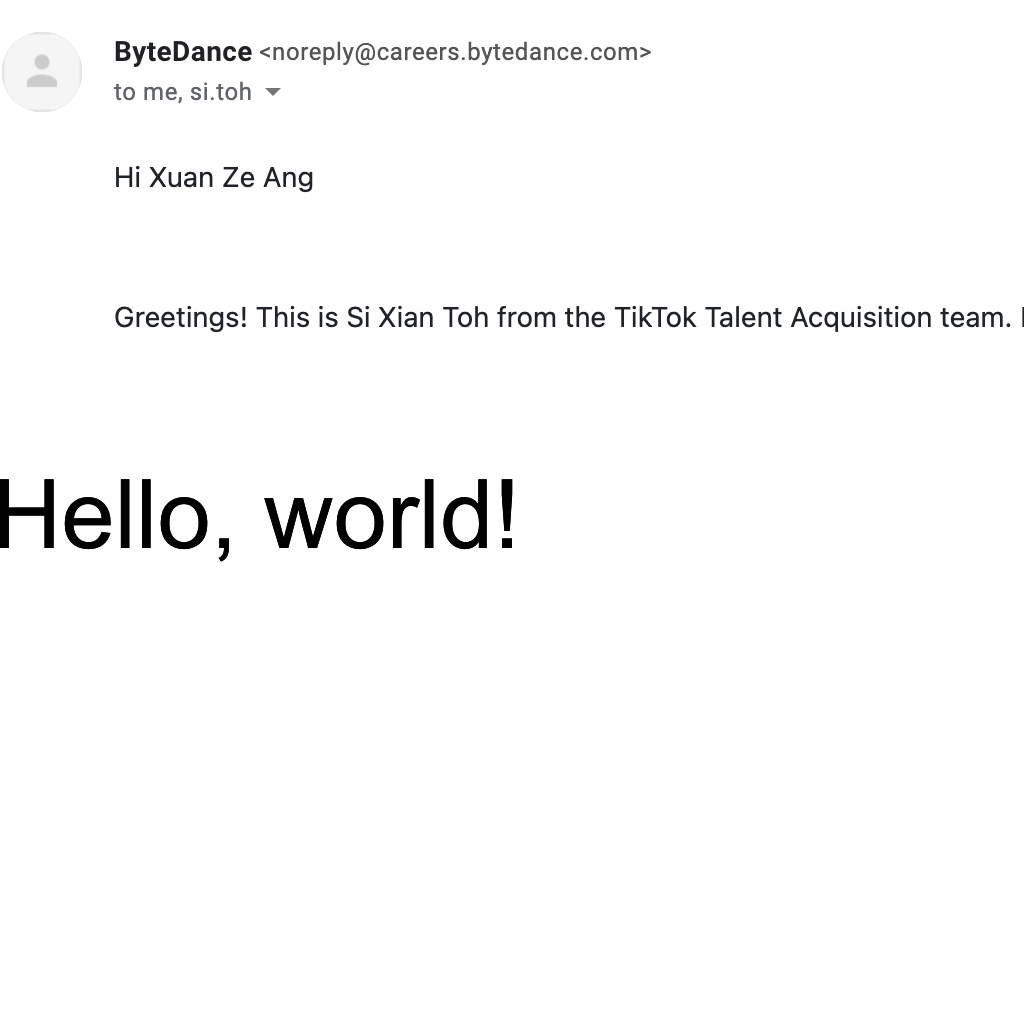 ByteDance <noreply@careers.bytedance.com>
to me, si.toh
Hi Xuan Ze Ang
Greetings! This is Si Xian Toh from the TikTok Talent Acquisition team.
Hello, world!